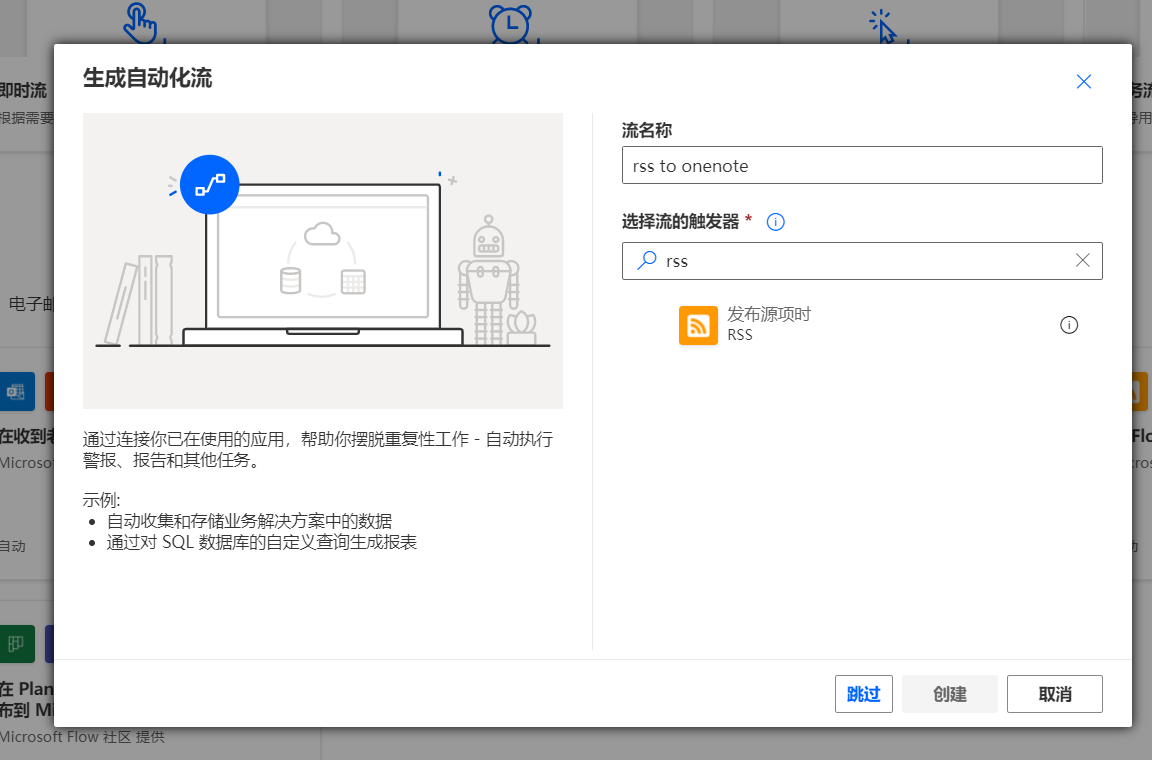 生成自动化流
即时流
根据需要
电子邮
在收到老
Microso
自动
在 Plan
布到 Mi
Microsoft Flow 社区 提供
通过连接你已在使用的应用，帮助你摆脱重复性工作 - 自动执行
警报、报告和其他任务。
示例:
自动收集和存储业务解决方案中的数据
通过对 SQL 数据库的自定义查询生成报表
流名称
rss to onenote
选择流的触发器 *
rss
发布源项时
RSS
跳过
创建
取消
务流
导用
Flo
cros
动